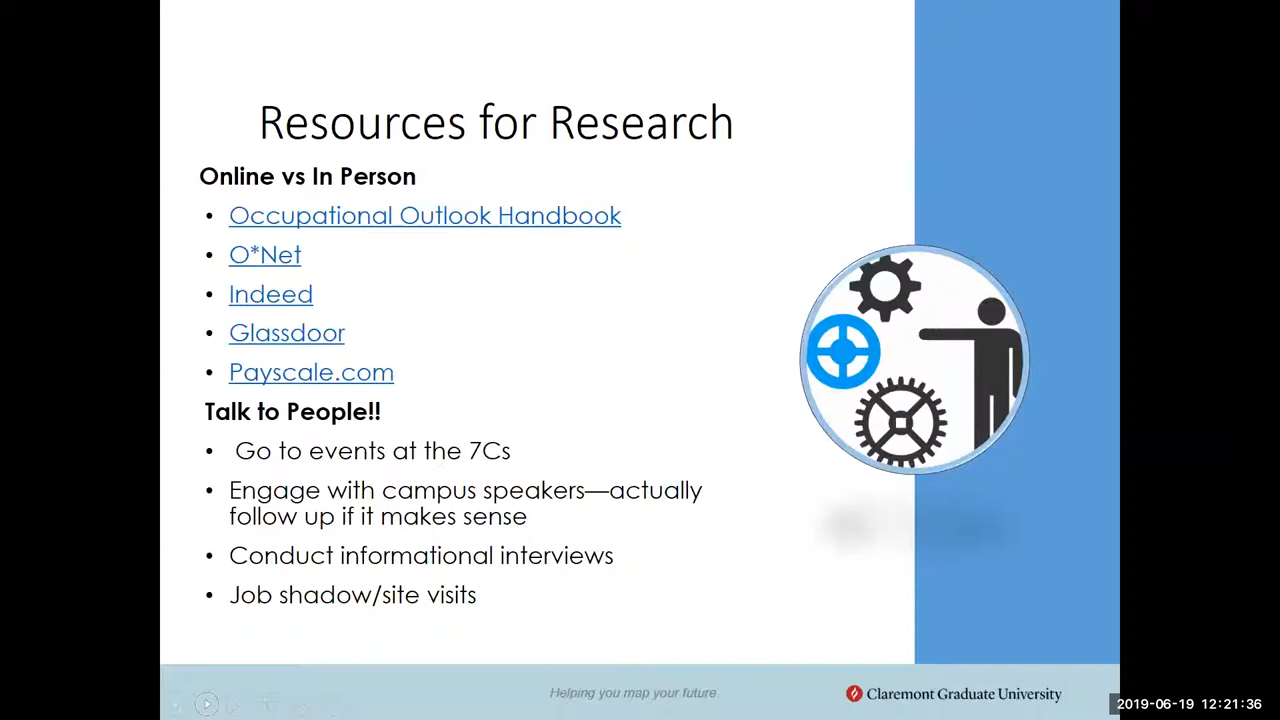 Resources for Research
Online vs In Person
• Occupational Outlook Handbook
• O*Net
• Indeed
• Glassdoor
• Payscale.com
Talk to People!!
• Go to events at the 7Cs
• Engage with campus speakers—actually
follow up if it makes sense
• Conduct informational interviews
• Job shadow/site visits
Helping you map your future
Claremont Graduate University
2019-06-19 12:21:36